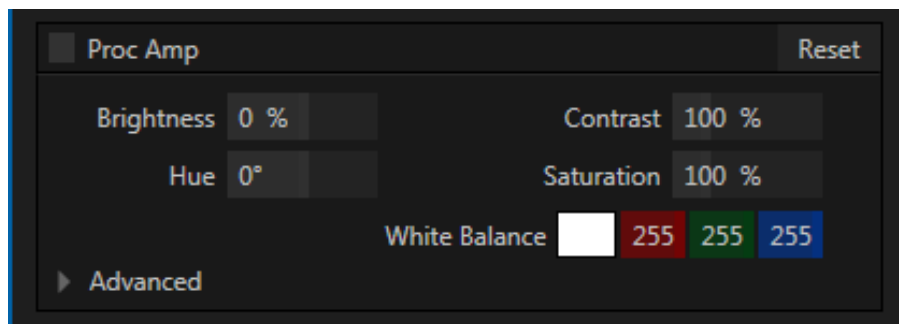 Proc Amp Reset
Brightness 0 % Contrast 100 %
Hue 0° Saturation 100 %
White Balance 255 255 255
Advanced